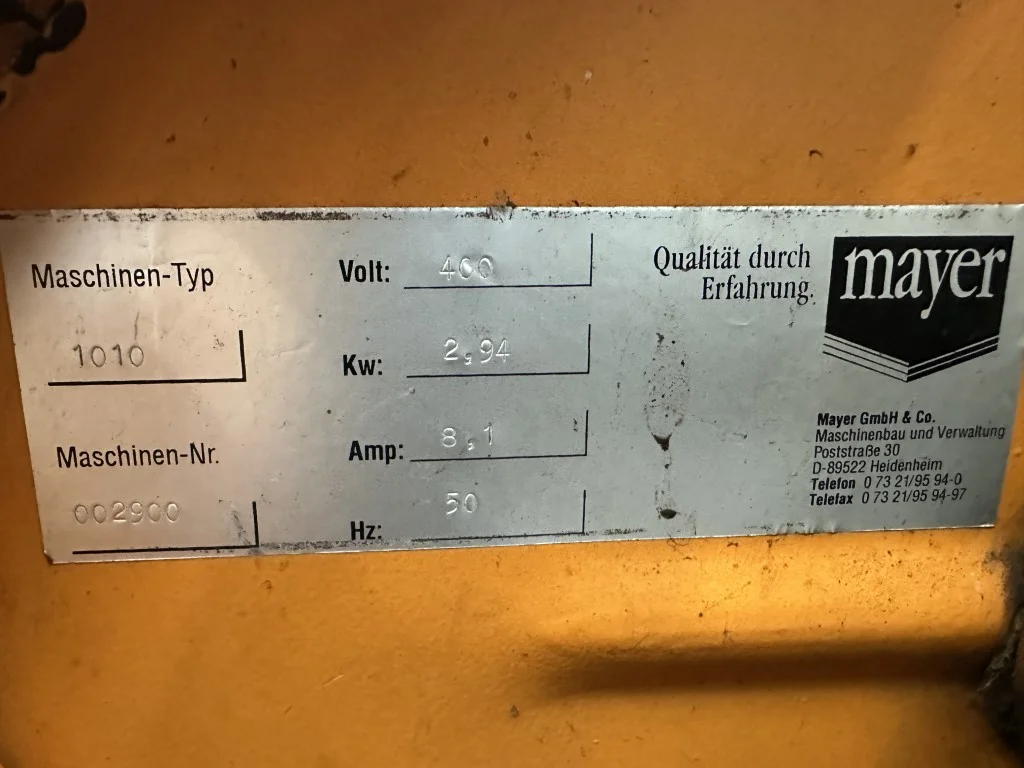 Maschinen-Typ
1010
Maschinen-Nr.
002900
Volt: 400
Kw: 2,94
Amp: 8,1
Hz: 50
Qualität durch
Erfahrung.
mayer
Mayer GmbH & Co.
Maschinenbau und Verwaltung
Poststraße 30
D-89522 Heidenheim
Telefon 0 73 21/95 94-0
Telefax 0 73 21/95 94-97